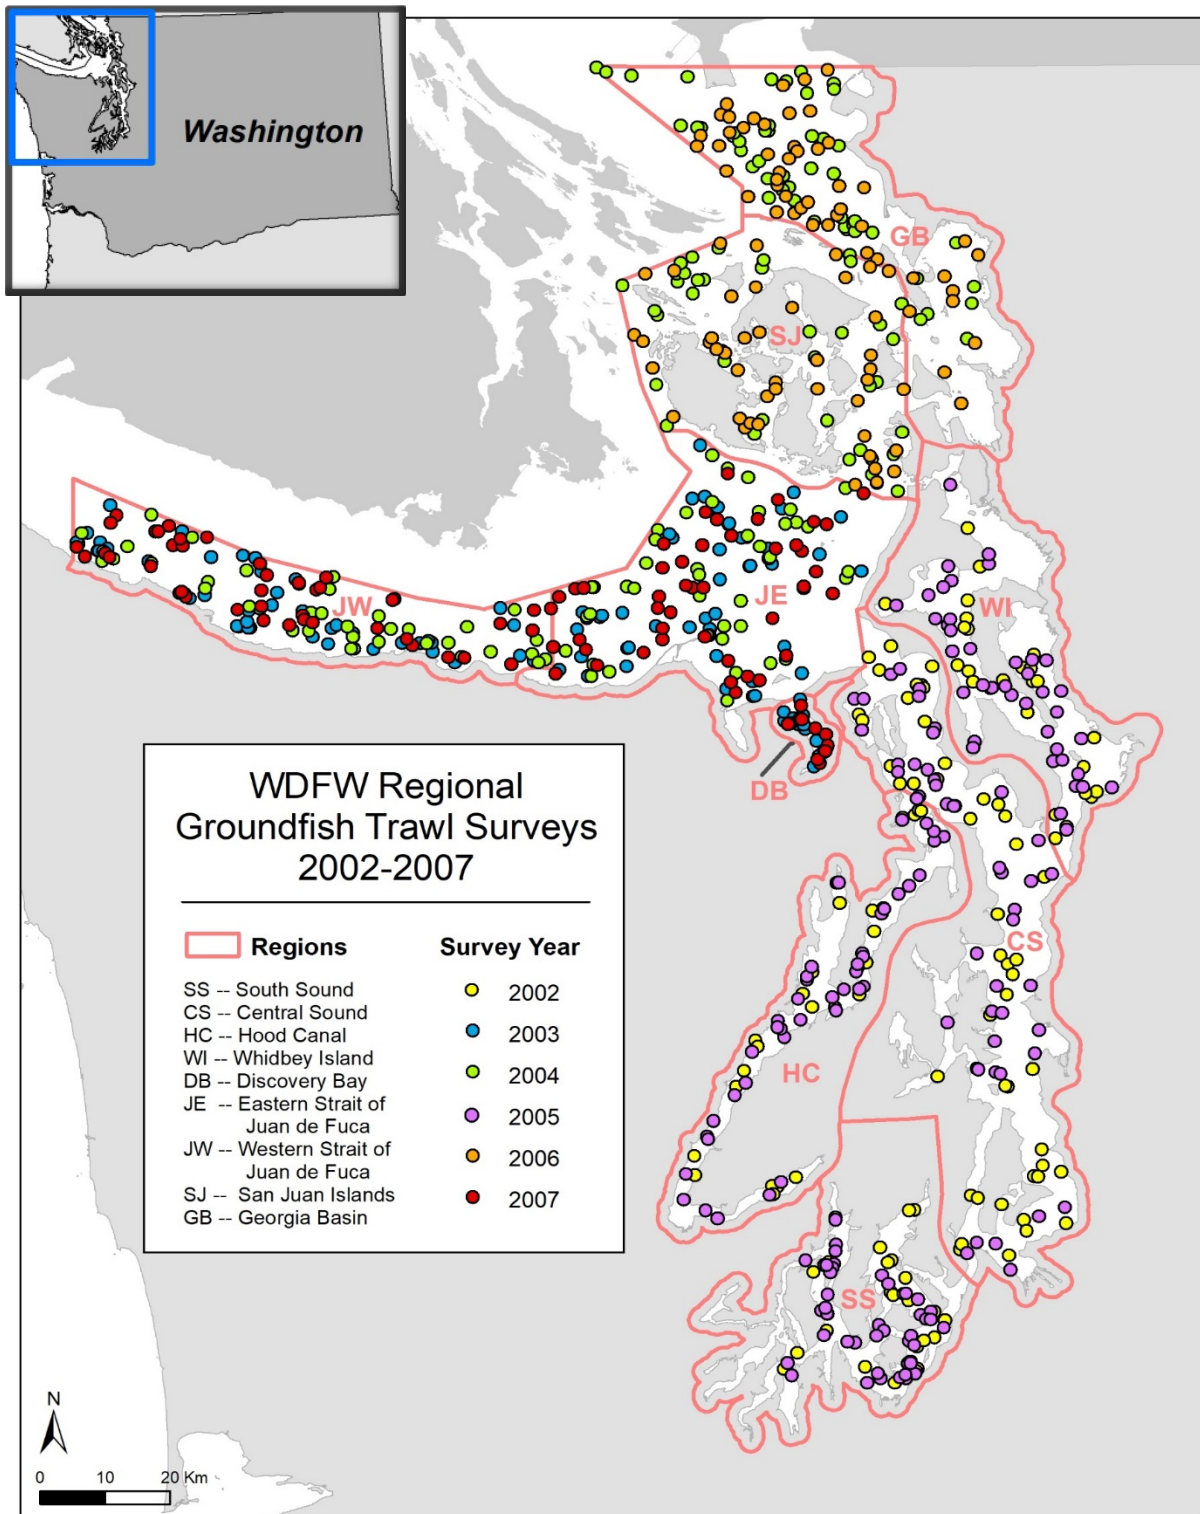 Washington
GB
SJ
JW
JE
WI
DB
CS
HC
SS
WDFW Regional
Groundfish Trawl Surveys
2002-2007
Regions
SS -- South Sound
CS -- Central Sound
HC -- Hood Canal
WI -- Whidbey Island
DB -- Discovery Bay
JE -- Eastern Strait of
Juan de Fuca
JW -- Western Strait of
Juan de Fuca
SJ -- San Juan Islands
GB -- Georgia Basin
Survey Year
2002
2003
2004
2005
2006
2007
N
0 10 20 Km